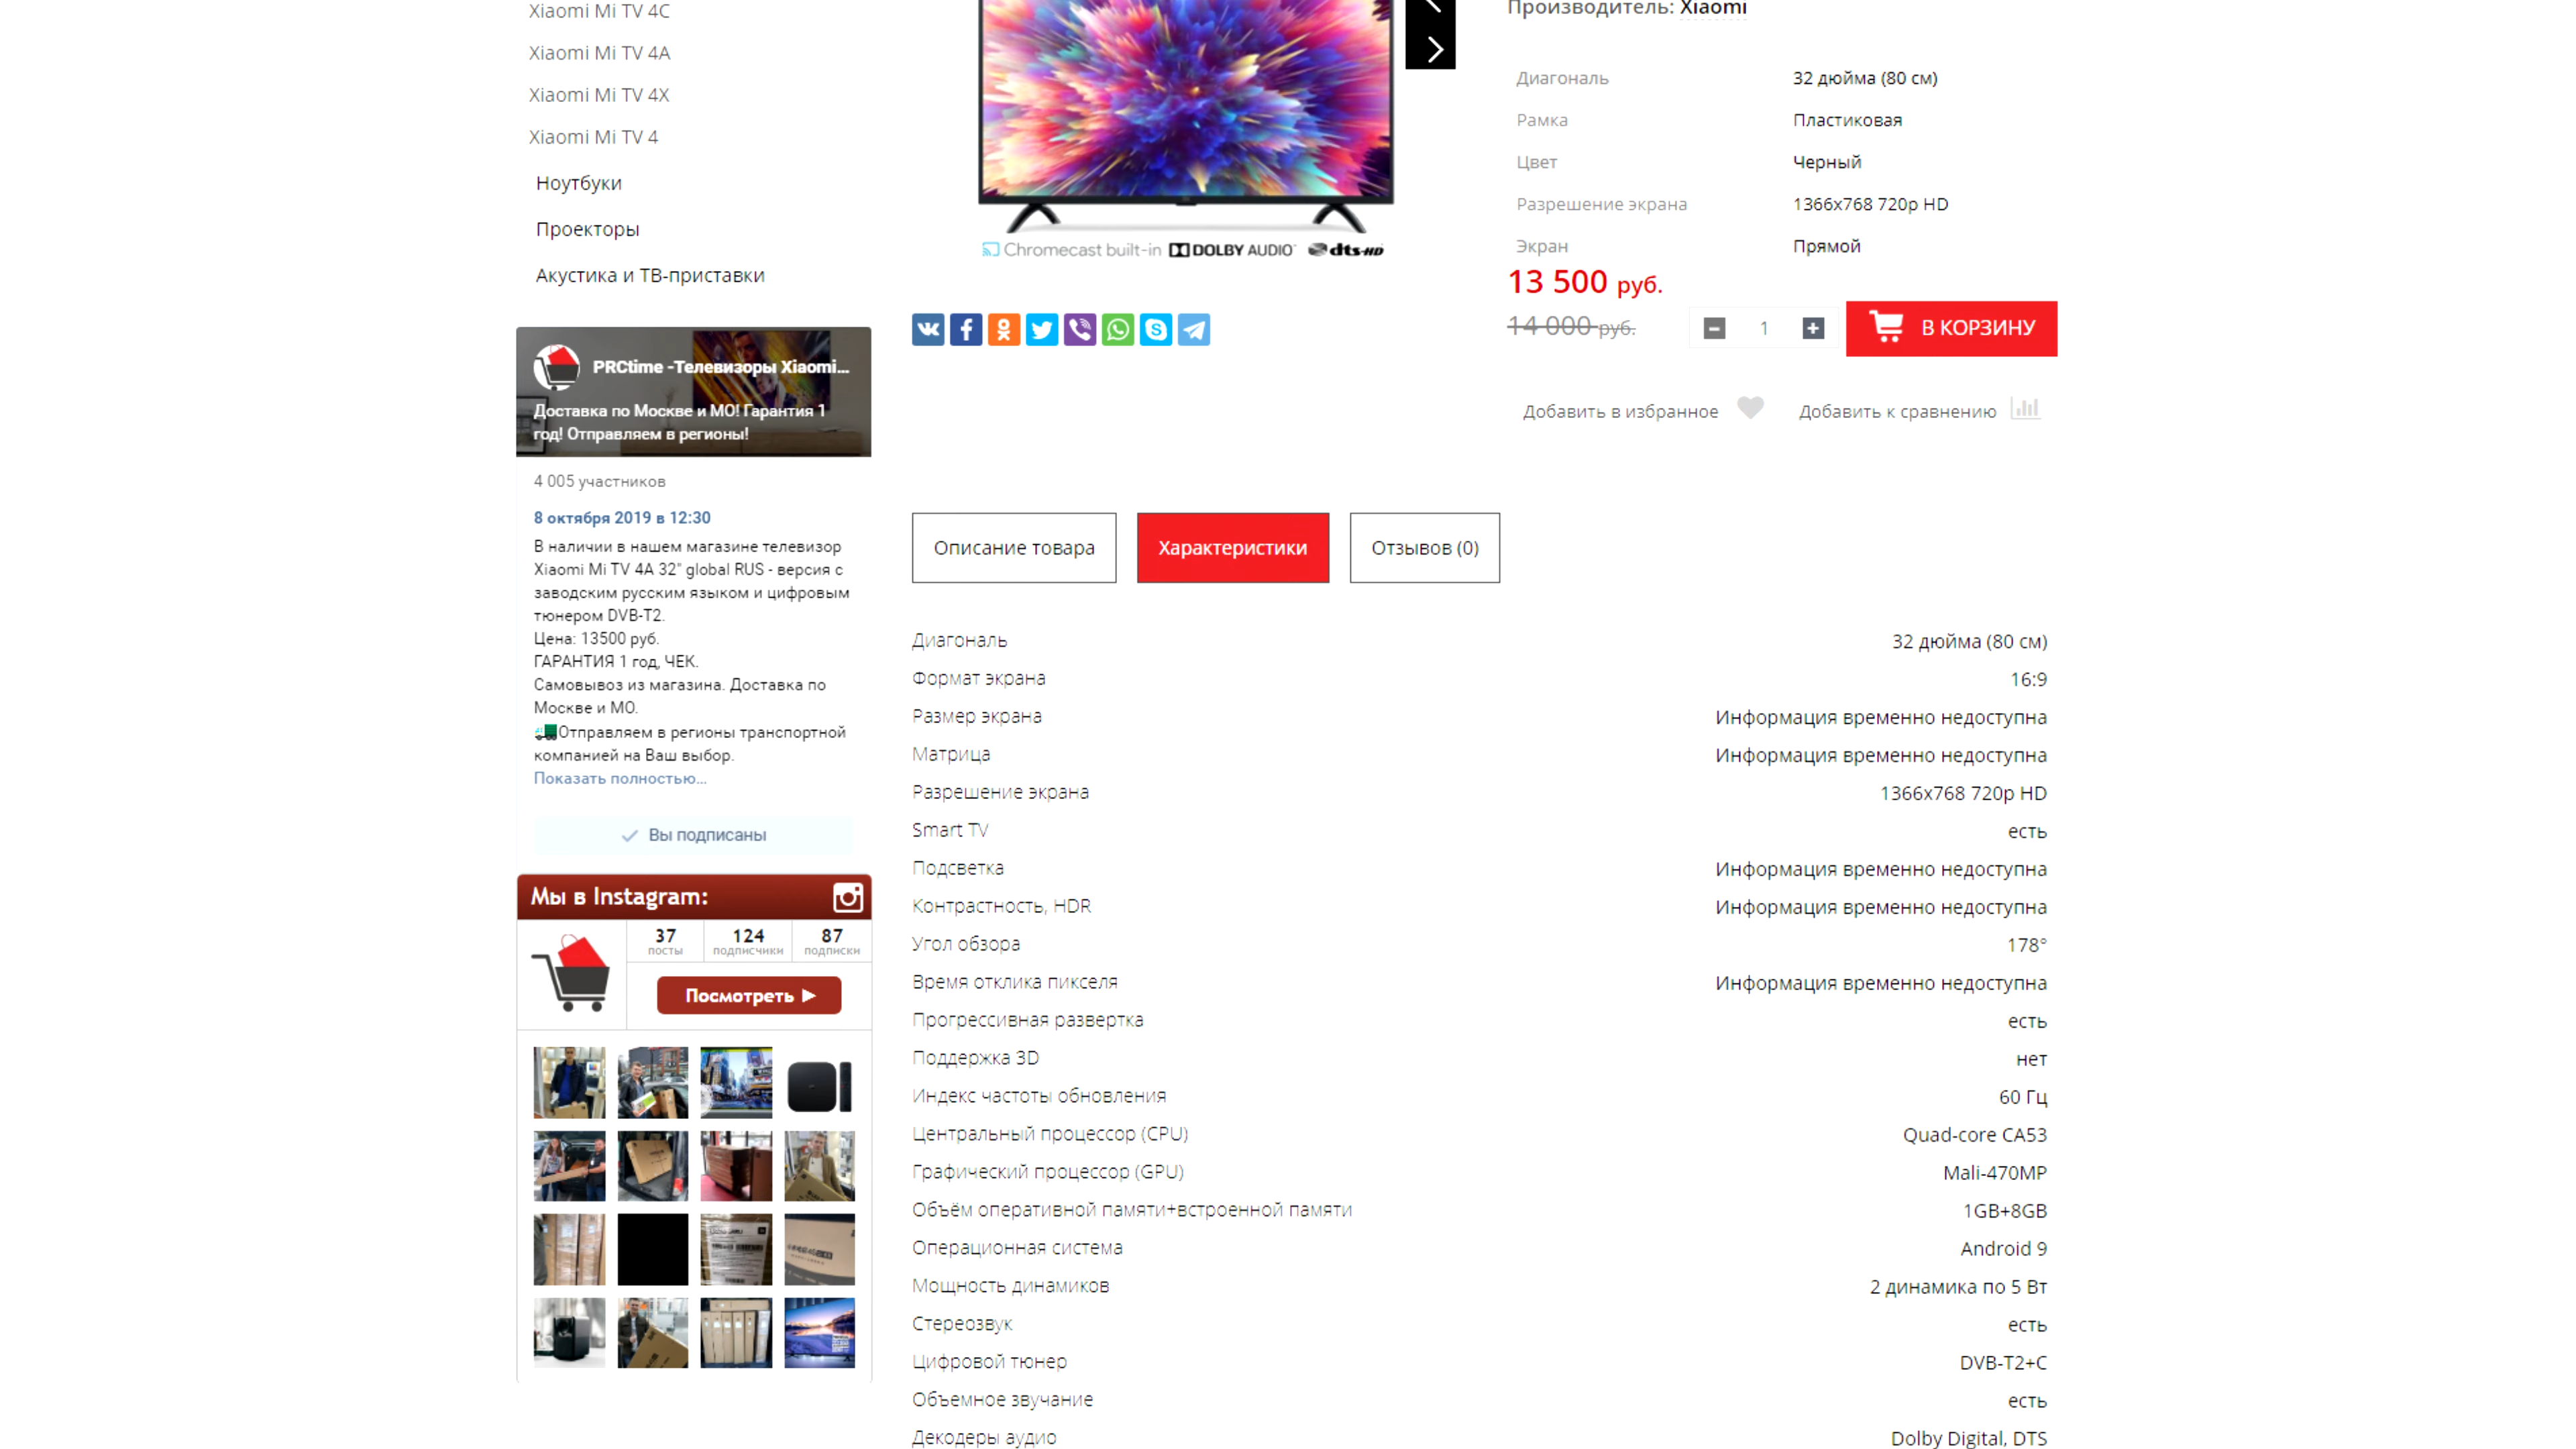 Xiaomi Mi TV 4C
Xiaomi Mi TV 4A
Xiaomi Mi TV 4X
Xiaomi Mi TV 4
Ноутбуки
Проекторы
Акустика и ТВ-приставки
PRCtime -Телевизоры Xiaomi...
Доставка по Москве и МО! Гарантия 1
год! Отправляем в регионы!
4 005 участников
8 октября 2019 в 12:30
В наличии в нашем магазине телевизор
Xiaomi Mi TV 4A 32" global RUS - версия с
заводским русским языком и цифровым
тюнером DVB-T2.
Цена: 13500 руб.
ГАРАНТИЯ 1 год, ЧЕК.
Самовывоз из магазина. Доставка по
Москве и МО.
Отправляем в регионы транспортной
компанией на Ваш выбор.
Показать полностью...
Вы подписаны
Мы в Instagram:
37 124 87
посты подписчики подписки
Посмотреть
Chromecast built-in DOLBY AUDIO dts-HD
Производитель: Xiaomi
Диагональ 32 дюйма (80 см)
Рамка Пластиковая
Цвет Черный
Разрешение экрана 1366x768 720p HD
Экран Прямой
13 500 руб.
14 000 руб.
1
В КОРЗИНУ
Добавить в избранное Добавить к сравнению
Описание товара Характеристики Отзывов (0)
Диагональ 32 дюйма (80 см)
Формат экрана 16:9
Размер экрана Информация временно недоступна
Матрица Информация временно недоступна
Разрешение экрана 1366x768 720p HD
Smart TV есть
Подсветка Информация временно недоступна
Контрастность, HDR Информация временно недоступна
Угол обзора 178°
Время отклика пикселя Информация временно недоступна
Прогрессивная развертка есть
Поддержка 3D нет
Индекс частоты обновления 60 Гц
Центральный процессор (CPU) Quad-core CA53
Графический процессор (GPU) Mali-470MP
Объём оперативной памяти+встроенной памяти 1GB+8GB
Операционная система Android 9
Мощность динамиков 2 динамика по 5 Вт
Стереозвук есть
Цифровой тюнер DVB-T2+C
Объемное звучание есть
Декодеры аудио Dolby Digital, DTS